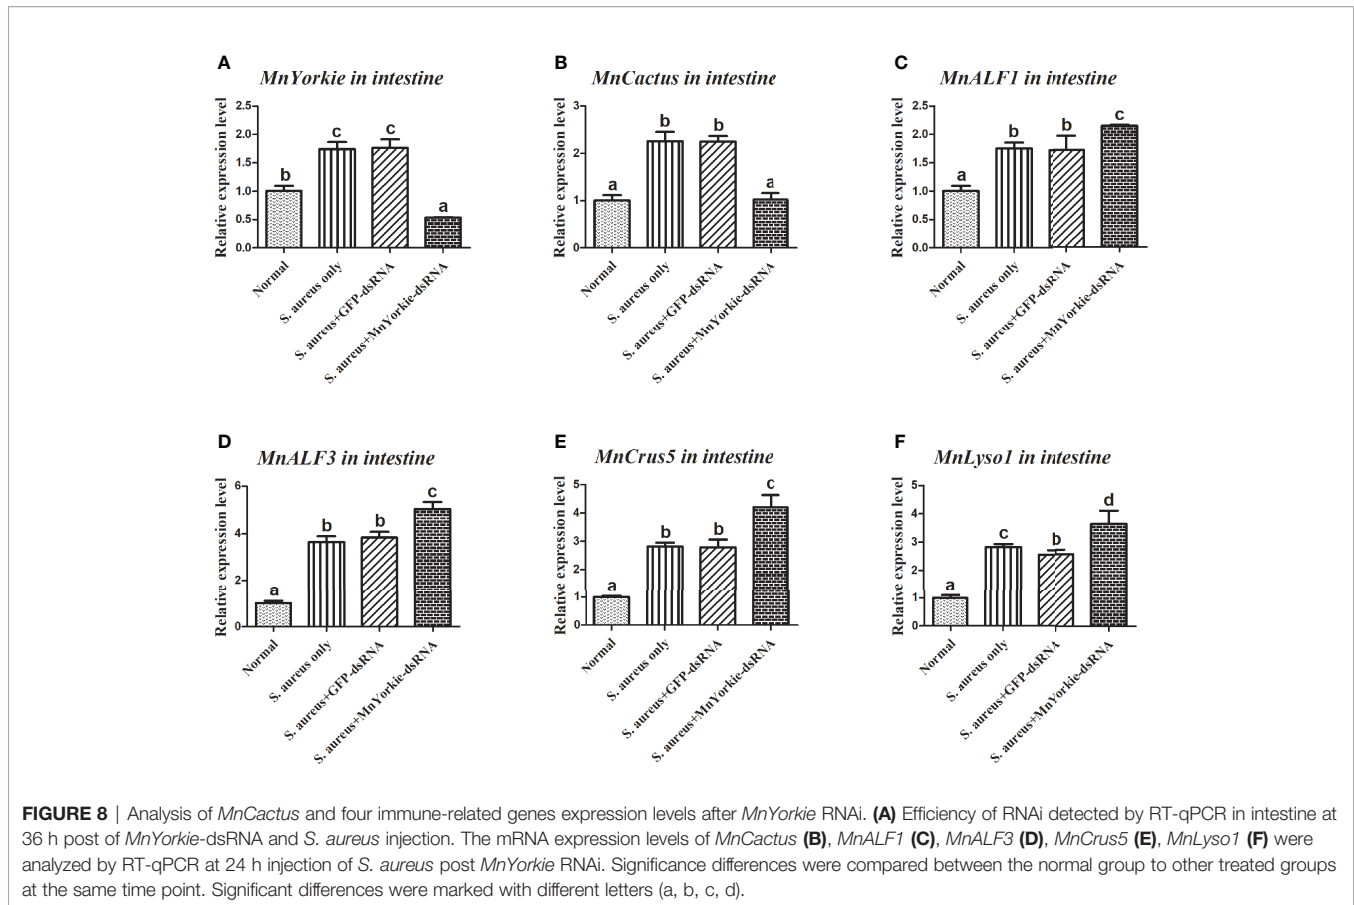 A
MnYorkie in intestine
Relative expression level
2.5
2.0
1.5
1.0
0.5
0.0
b
c
c
a
Normal
S. aureus only
S. aureus+GFP-dsRNA
S. aureus+MnYorkie-dsRNA
B
MnCactus in intestine
Relative expression level
3
2
1
0
a
b
b
a
Normal
S. aureus only
S. aureus+GFP-dsRNA
S. aureus+MnYorkie-dsRNA
C
MnALF1 in intestine
Relative expression level
2.5
2.0
1.5
1.0
0.5
0.0
a
b
b
c
Normal
S. aureus only
S. aureus+GFP-dsRNA
S. aureus+MnYorkie-dsRNA
D
MnALF3 in intestine
Relative expression level
6
4
2
0
a
b
b
c
Normal
S. aureus only
S. aureus+GFP-dsRNA
S. aureus+MnYorkie-dsRNA
E
MnCrus5 in intestine
Relative expression level
5
4
3
2
1
0
a
b
b
c
Normal
S. aureus only
S. aureus+GFP-dsRNA
S. aureus+MnYorkie-dsRNA
F
MnLyso1 in intestine
Relative expression level
5
4
3
2
1
0
a
c
b
d
Normal
S. aureus only
S. aureus+GFP-dsRNA
S. aureus+MnYorkie-dsRNA
FIGURE 8 | Analysis of MnCactus and four immune-related genes expression levels after MnYorkie RNAi. (A) Efficiency of RNAi detected by RT-qPCR in intestine at
36 h post of MnYorkie-dsRNA and S. aureus injection. The mRNA expression levels of MnCactus (B), MnALF1 (C), MnALF3 (D), MnCrus5 (E), MnLyso1 (F) were
analyzed by RT-qPCR at 24 h injection of S. aureus post MnYorkie RNAi. Significance differences were compared between the normal group to other treated groups
at the same time point. Significant differences were marked with different letters (a, b, c, d).